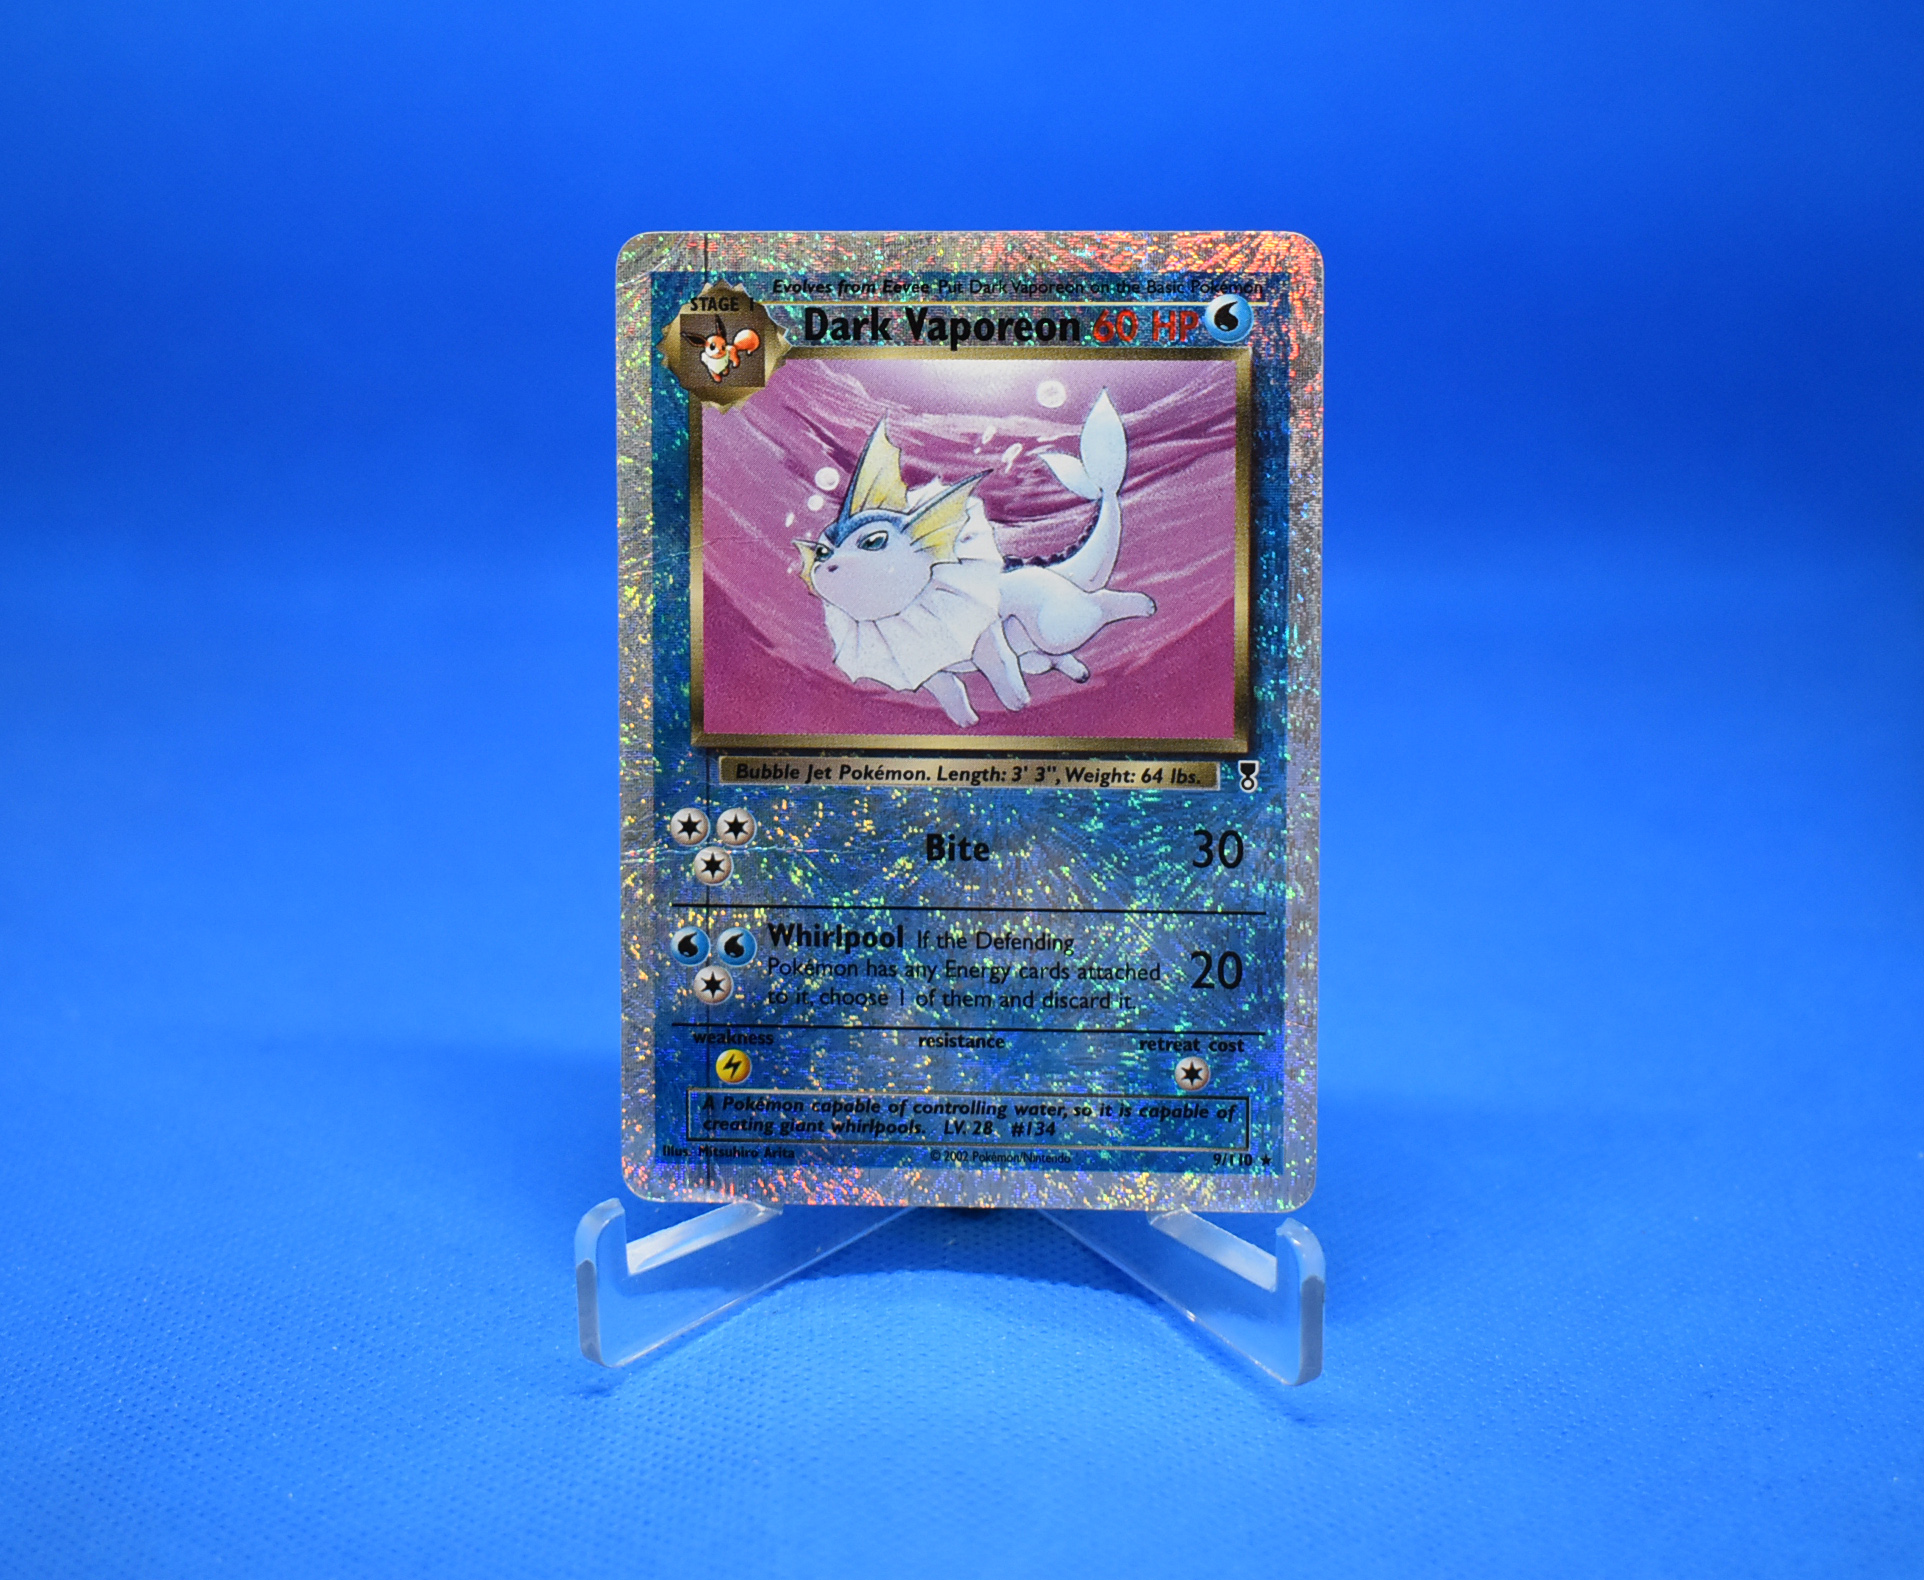 Evolves from Eevee Put Dark Vaporeon on the Basic Pokémon
STAGE 1
Dark Vaporeon 60 HP
Bubble Jet Pokémon. Length: 3' 3", Weight: 64 lbs.
Bite 30
Whirlpool If the Defending
Pokémon has any Energy cards attached
to it, choose 1 of them and discard it.
20
weakness resistance retreat cost
A Pokémon capable of controlling water, so it is capable of
creating giant whirlpools. LV. 28 #134
Illus. Mitsuhiro Arita © 2002 Pokémon/Nintendo 9/110 ★